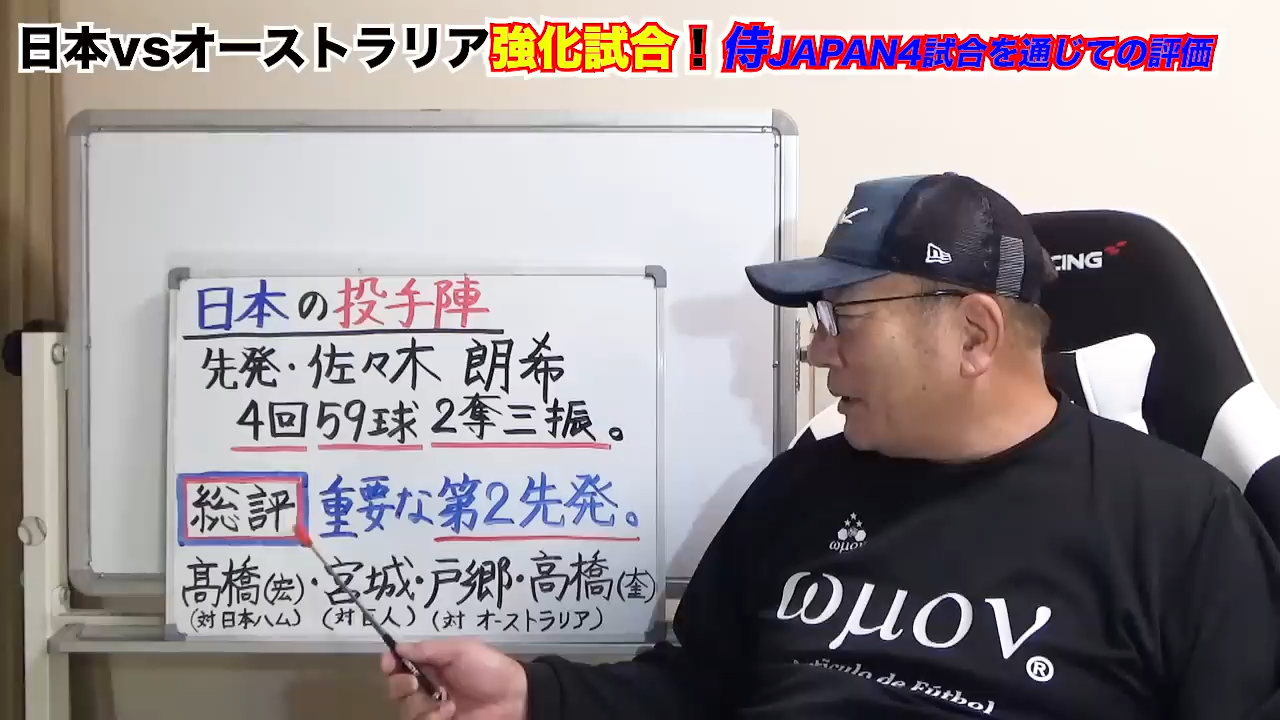 日本vsオーストラリア強化試合！侍JAPAN4試合を通じての評価
日本の投手陣
先発・佐々木 朗希
4回 59球 2奪三振。
総評 重要な第2先発。
髙橋(宏)・宮城・戸郷・高橋(奎)
(対日本ハム) (対巨人) (対 オーストラリア)
CING
ωμον
ωμον®
de Fútbol